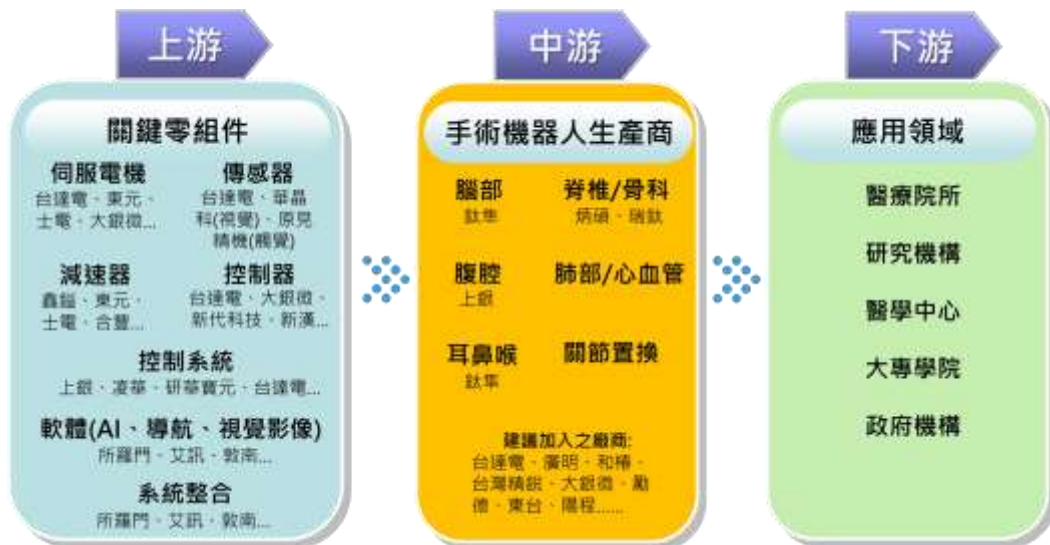 上游
關鍵零組件
伺服電機
台達電、東元、
士電、大銀微...
傳感器
台達電、華晶
科(視覺)、原見
精機(觸覺)
減速器
鑫鎰、東元、
士電、合豐...
控制器
台達電、大銀微、
新代科技、新漢...
控制系統
上銀、凌華、研華寶元、台達電...
軟體(AI、導航、視覺影像)
所羅門、艾訊、敦南...
系統整合
所羅門、艾訊、敦南...
中游
手術機器人生產商
腦部
鈦隼
脊椎/骨科
炳碩、瑞鈦
腹腔
上銀
肺部/心血管
耳鼻喉
鈦隼
關節置換
建議加入之廠商:
台達電、廣明、和椿、
台灣精銳、大銀微、勤
德、東台、陽程......
下游
應用領域
醫療院所
研究機構
醫學中心
大專學院
政府機構